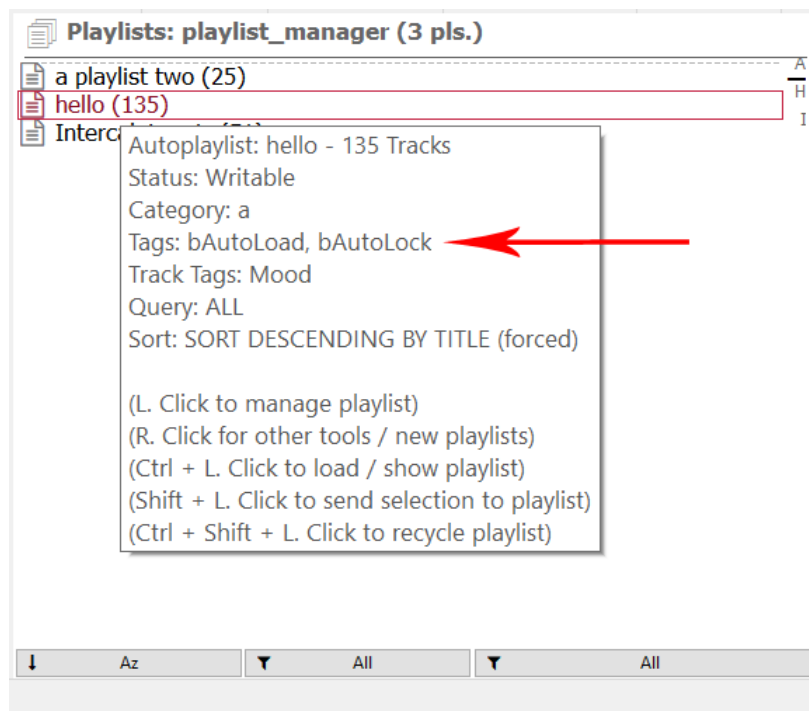 Playlists: playlist_manager (3 pls.)
a playlist two (25)
A
hello (135)
H
I
Autoplaylist: hello - 135 Tracks
Status: Writable
Category: a
Tags: bAutoLoad, bAutoLock
Track Tags: Mood
Query: ALL
Sort: SORT DESCENDING BY TITLE (forced)
(L. Click to manage playlist)
(R. Click for other tools / new playlists)
(Ctrl + L. Click to load / show playlist)
(Shift + L. Click to send selection to playlist)
(Ctrl + Shift + L. Click to recycle playlist)
Az
All
All